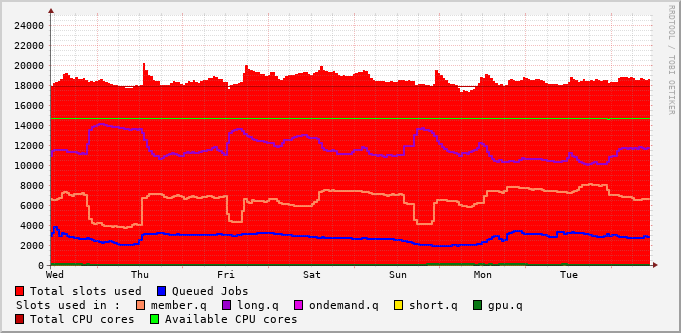 24000
22000
20000
18000
16000
14000
12000
10000
8000
6000
4000
2000
0
Wed Thu Fri Sat Sun Mon Tue
Total slots used Queued Jobs
Slots used in : member.q long.q ondemand.q short.q gpu.q
Total CPU cores Available CPU cores
RRDTOOL / TOBI OETIKER